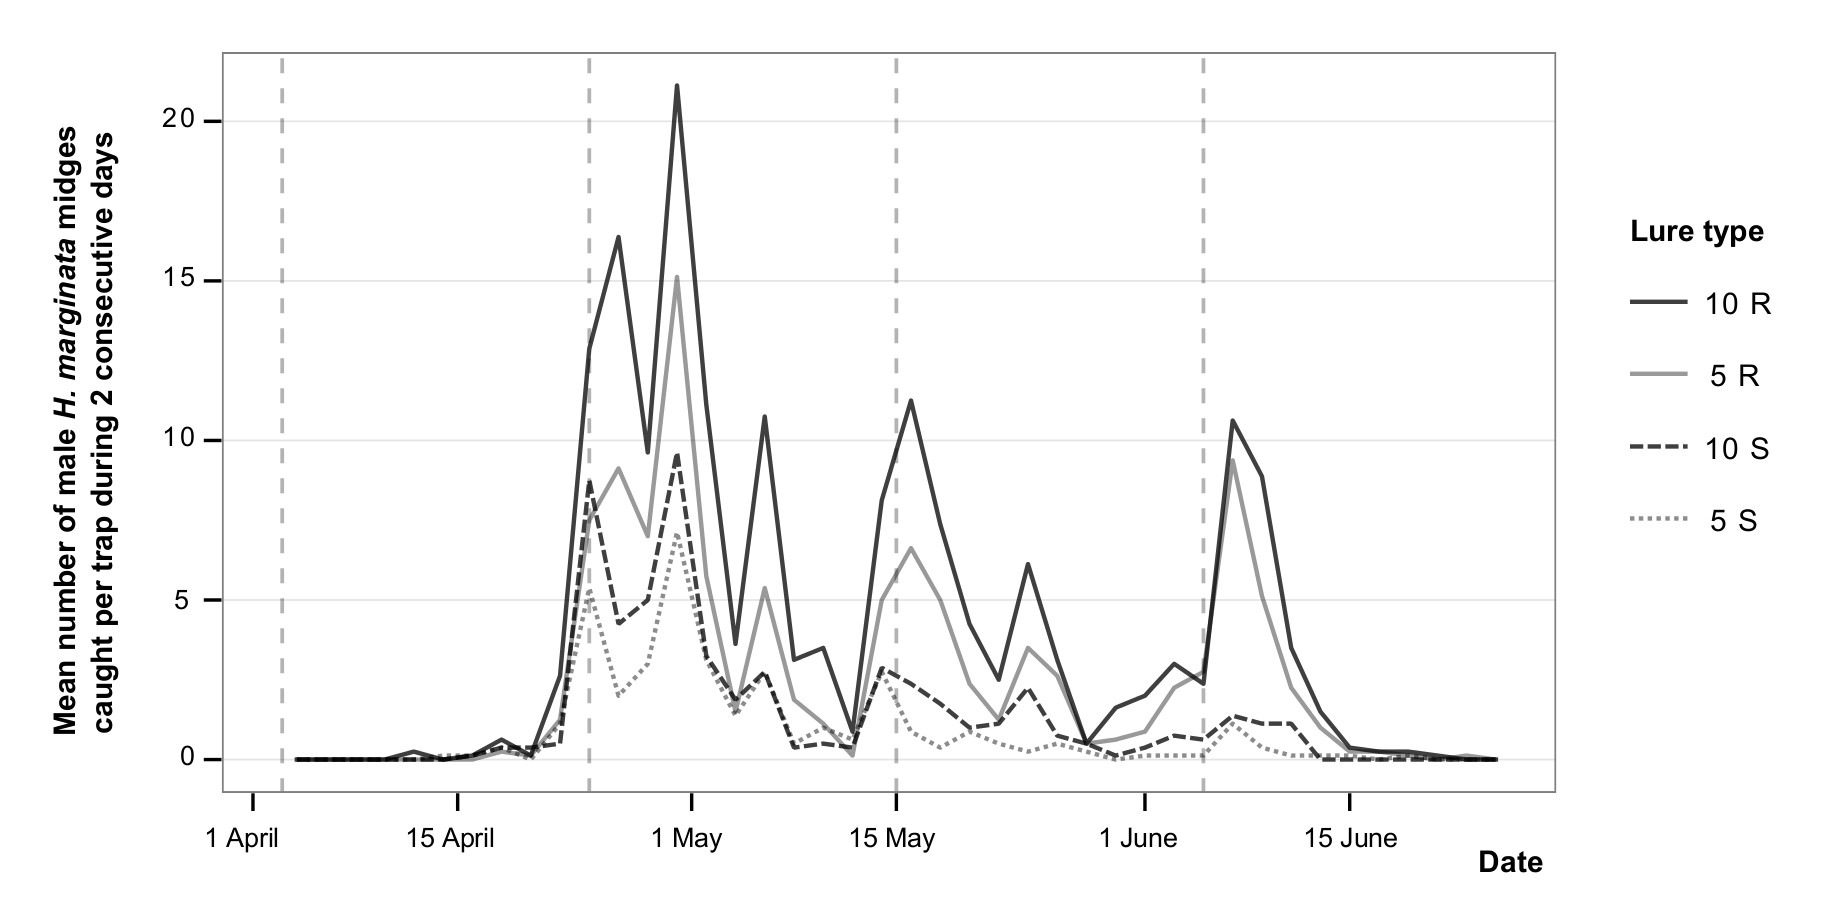 Mean number of male H. marginata midges
caught per trap during 2 consecutive days
20
15
10
5
0
1 April
15 April
1 May
15 May
1 June
15 June
Date
Lure type
10 R
5 R
10 S
5 S